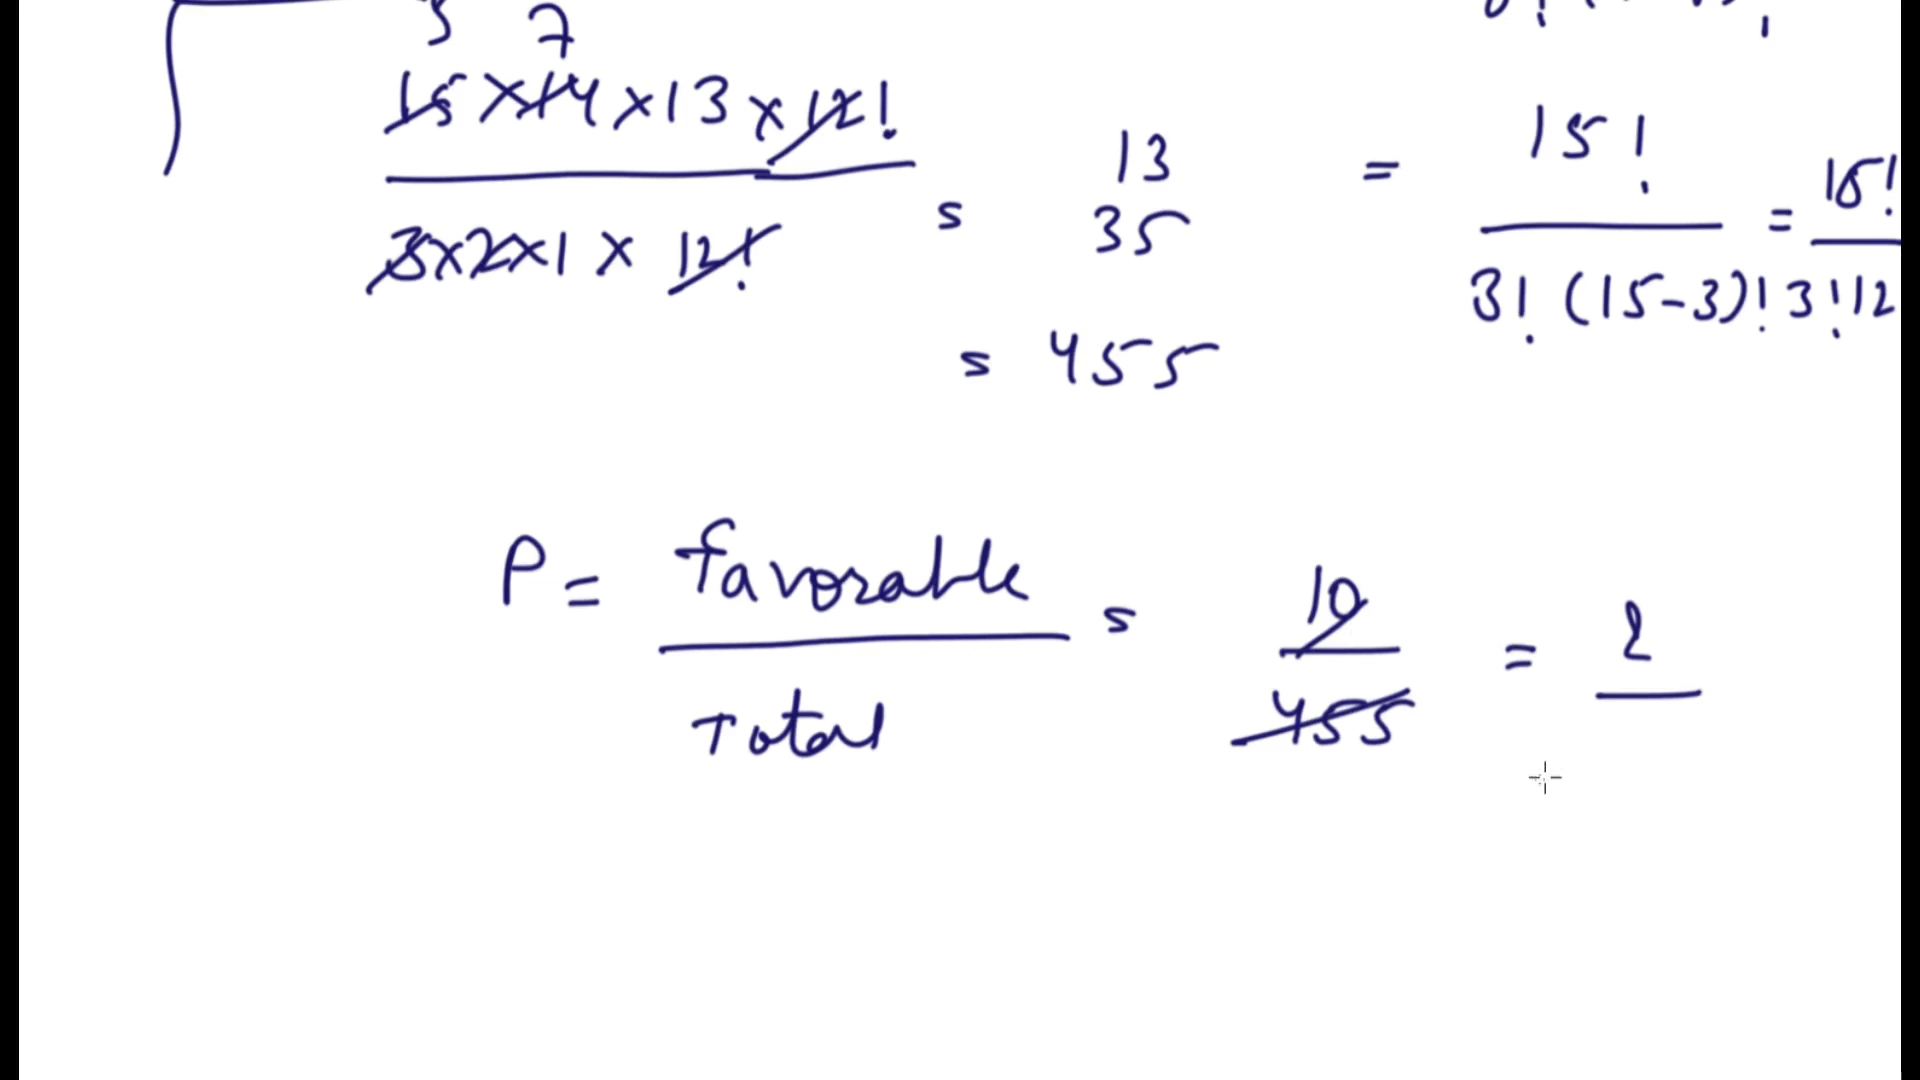 5 7
15 × 14 × 13 × 12!
3 × 2 × 1 × 12!
= 13
35
= 455
= 15!
3! (15-3)!
= 15!
3! 12
P = favorable
Total
= 10
455
= 2